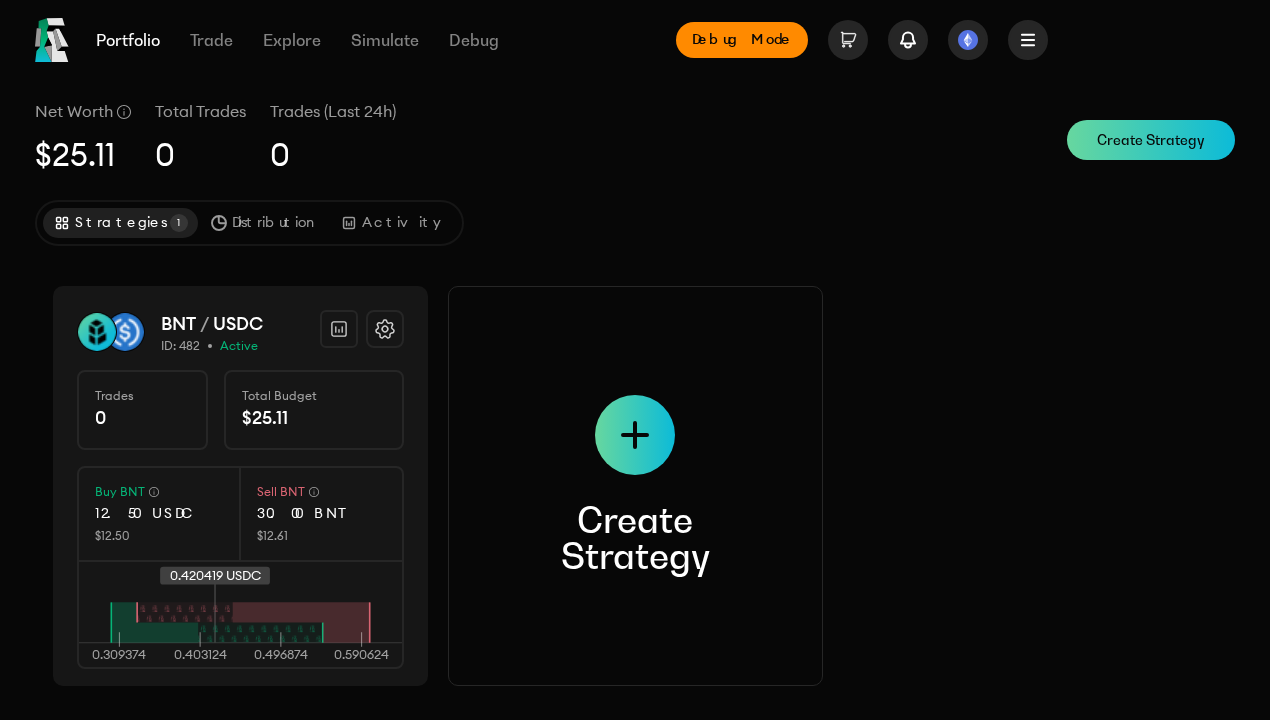 Portfolio Trade Explore Simulate Debug Debug Mode
Net Worth Total Trades Trades (Last 24h)
$25.11 0 0
Create Strategy
Strategies 1 Distribution Activity
BNT / USDC
ID: 482 • Active
Trades
0
Total Budget
$25.11
Buy BNT
12.50 USDC
$12.50
Sell BNT
30.00 BNT
$12.61
0.420419 USDC
0.309374 0.403124 0.496874 0.590624
Create
Strategy